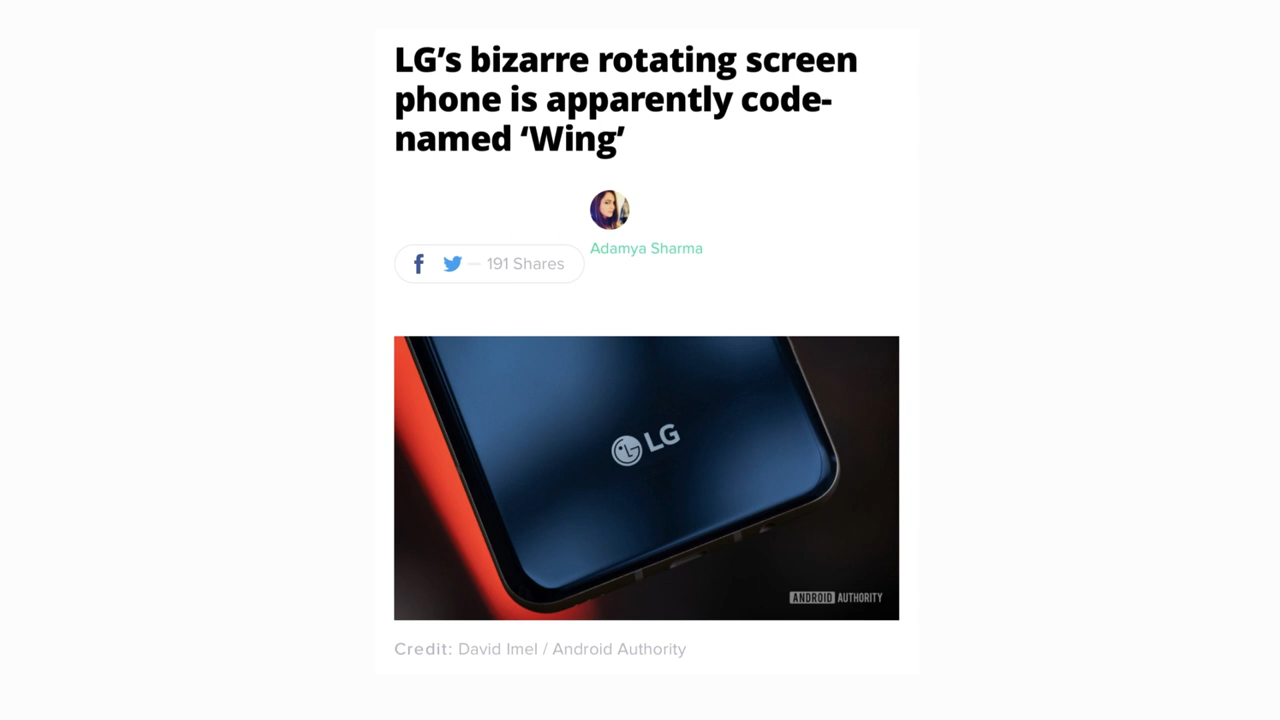 LG’s bizarre rotating screen
phone is apparently code-
named ‘Wing’
Adamya Sharma
191 Shares
LG
ANDROID AUTHORITY
Credit: David Imel / Android Authority